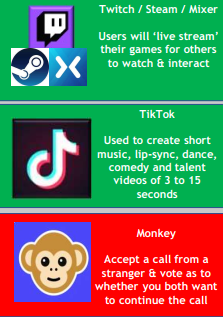 Twitch / Steam / Mixer
Users will ‘live stream’
their games for others
to watch & interact
TikTok
Used to create short
music, lip-sync, dance,
comedy and talent
videos of 3 to 15
seconds
Monkey
Accept a call from a
stranger & vote as to
whether you both want
to continue the call